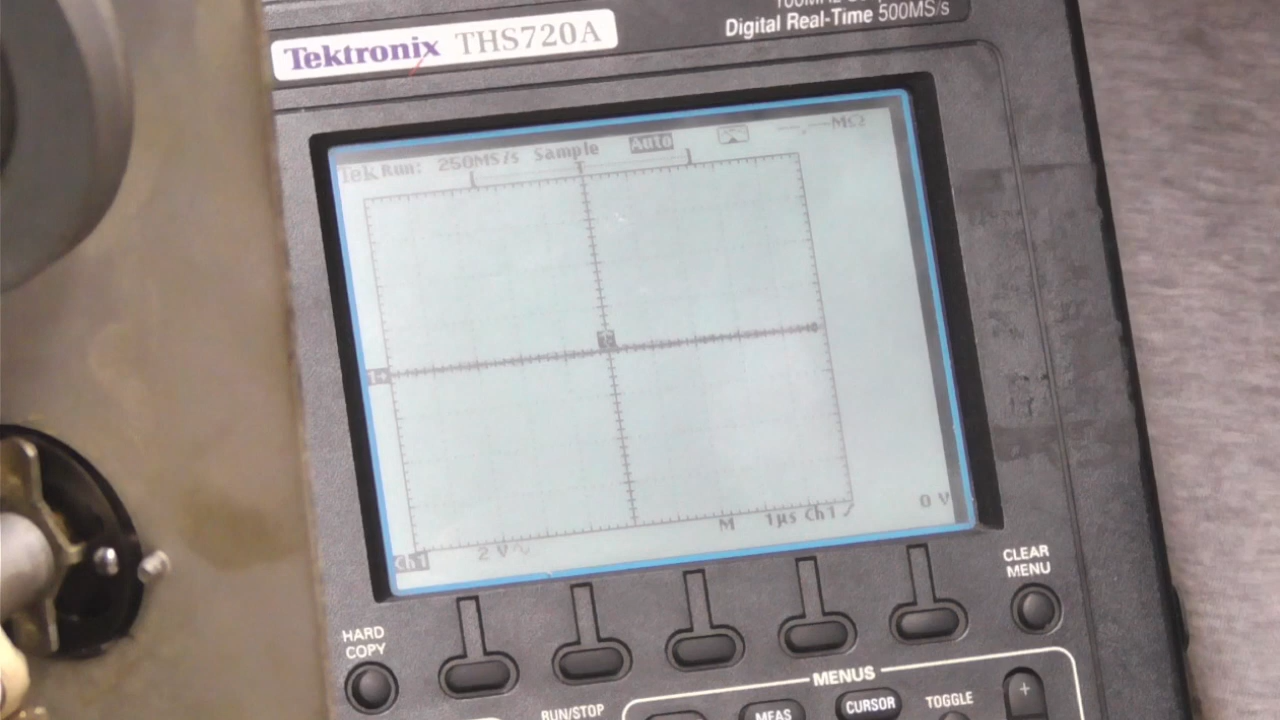 Tektronix THS720A
Digital Real-Time 500MS/s
Tek Run: 250MS/s Sample Auto
MΩ
1+
0 V
M 1µs Ch1
Ch1 2 V
CLEAR
MENU
HARD
COPY
MENUS
RUN/STOP
MEAS
CURSOR
TOGGLE
+